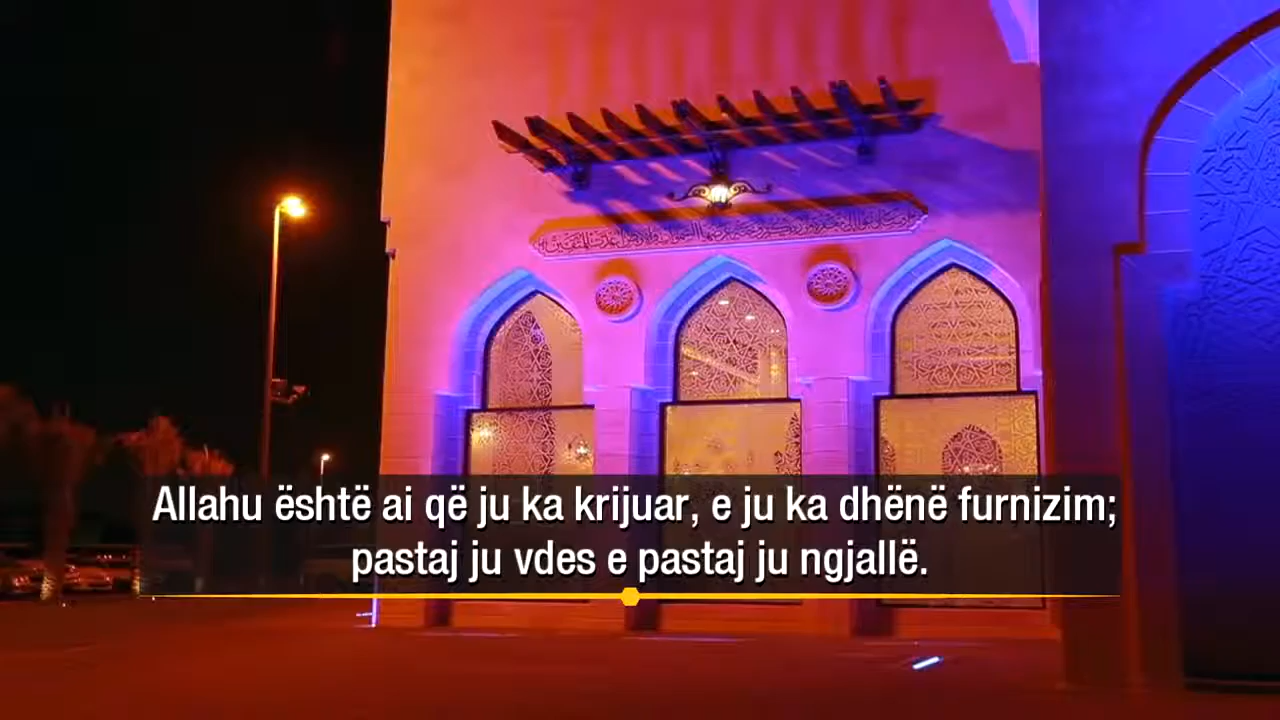 Allahu është ai që ju ka krijuar, e ju ka dhënë furnizim;
pastaj ju vdes e pastaj ju ngjallë.